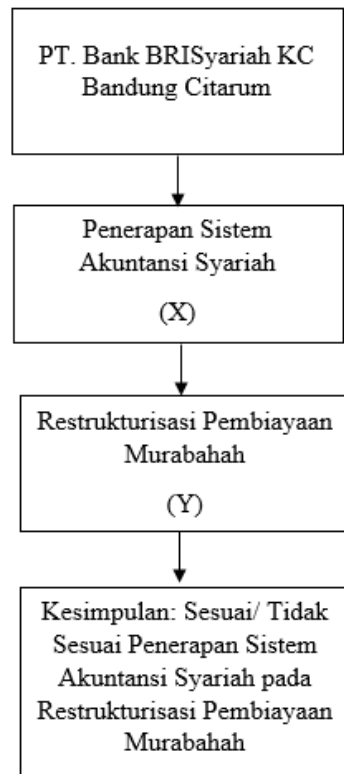 PT. Bank BRISyariah KC
Bandung Citarum
Penerapan Sistem
Akuntansi Syariah
(X)
Restrukturisasi Pembiayaan
Murabahah
(Y)
Kesimpulan: Sesuai/ Tidak
Sesuai Penerapan Sistem
Akuntansi Syariah pada
Restrukturisasi Pembiayaan
Murabahah